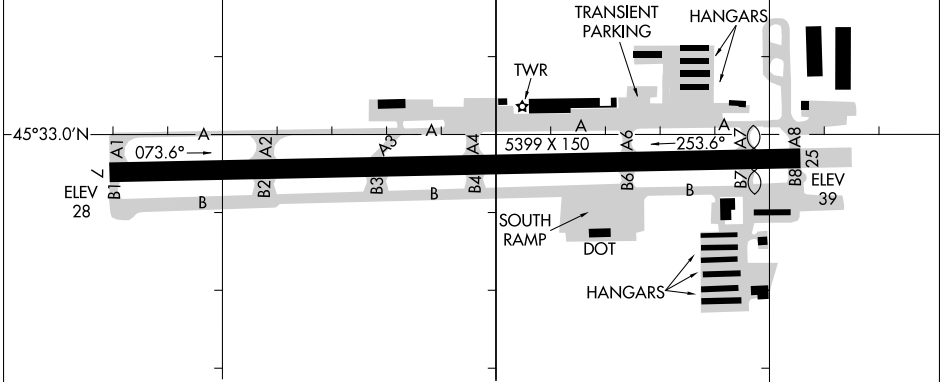 TRANSIENT
PARKING
HANGARS
TWR
45°33.0'N
A
A
A
A
A1
A2
A3
A4
A6
A7
A8
073.6°
5399 X 150
253.6°
7
25
B1
B2
B3
B4
B6
B7
B8
ELEV
28
ELEV
39
B
B
B
SOUTH
RAMP
DOT
HANGARS